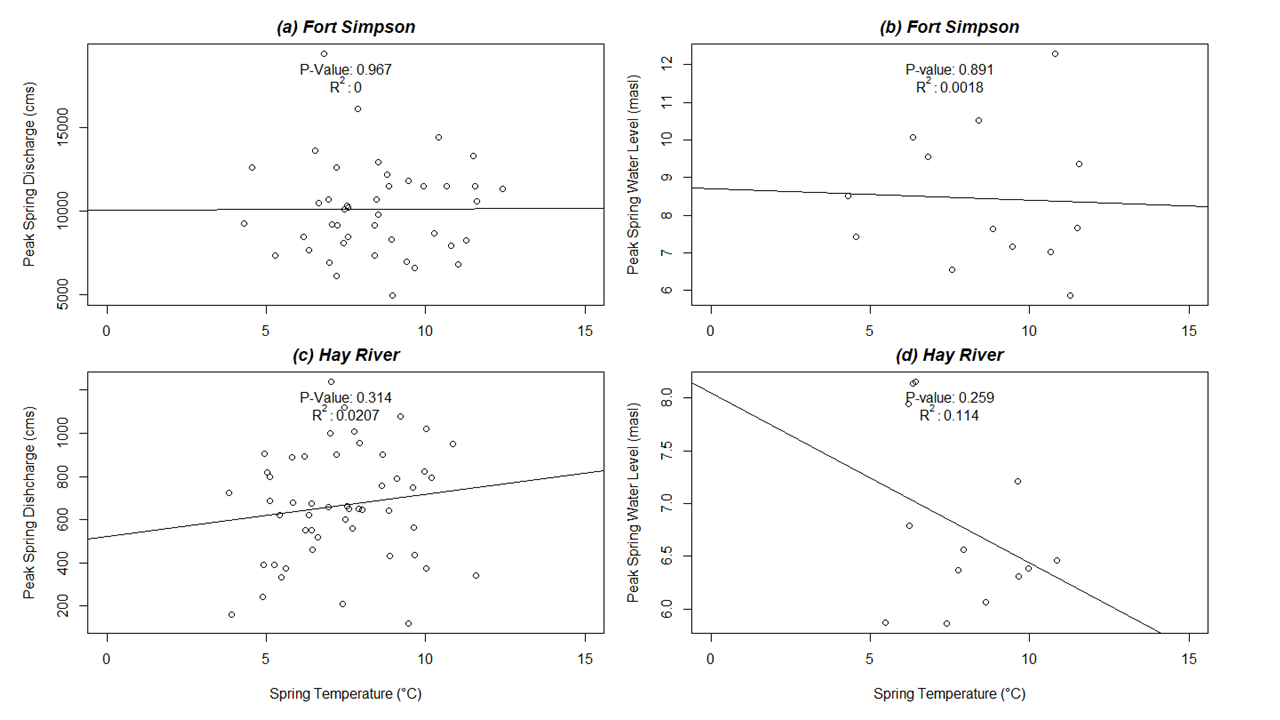 (a) Fort Simpson
P-Value: 0.967
R²: 0
Peak Spring Discharge (cms)
5000 10000 15000
0 5 10 15
(b) Fort Simpson
P-value: 0.891
R²: 0.0018
Peak Spring Water Level (masl)
6 7 8 9 10 11 12
0 5 10 15
(c) Hay River
P-Value: 0.314
R²: 0.0207
Peak Spring Dishcharge (cms)
200 400 600 800 1000
0 5 10 15
Spring Temperature (°C)
(d) Hay River
P-value: 0.259
R²: 0.114
Peak Spring Water Level (masl)
6.0 6.5 7.0 7.5 8.0
0 5 10 15
Spring Temperature (°C)